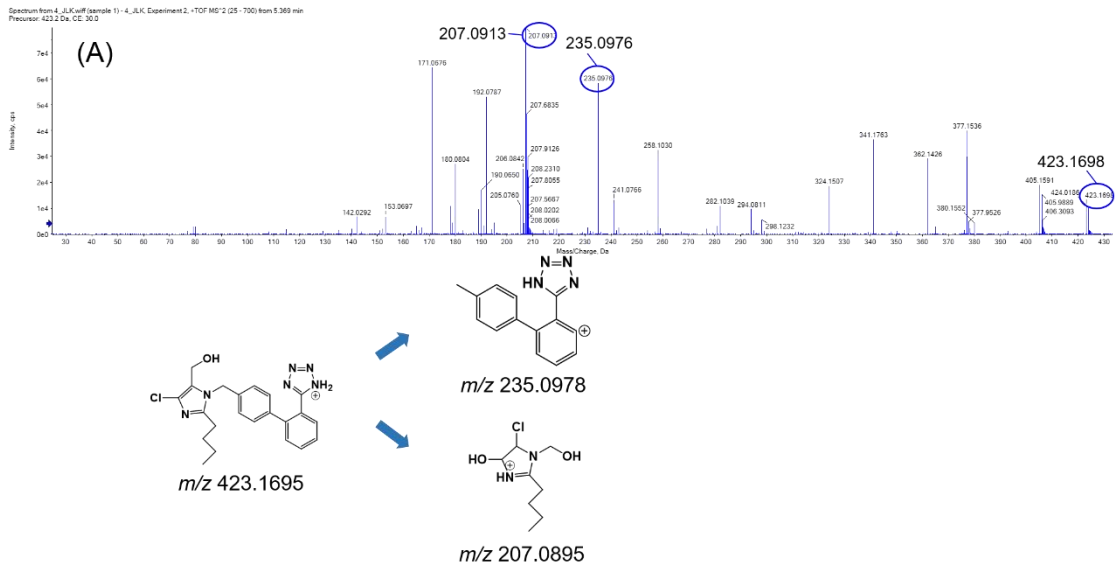 Spectrum from 4_JLK.wiff (sample 1) - 4_JLK, Experiment 2, +TOF MS^2 (25 - 700) from 5.369 min
Precursor: 423.2 Da, CE: 30.0
(A)
207.0913
235.0976
423.1698
207.0913
235.0976
171.0576
192.0787
207.6835
207.9126
206.0842
208.2310
180.0804
190.0650
207.8055
205.0760
207.5667
208.0202
208.0066
142.0292
153.0697
258.1030
241.0766
282.1039
294.0811
298.1232
324.1507
341.1763
362.1426
377.1536
380.1552
377.9526
405.1591
424.0186
405.9889
406.3093
423.1698
Intensity, cps
7e4
6e4
5e4
4e4
3e4
2e4
1e4
0e0
30 40 50 60 70 80 90 100 110 120 130 140 150 160 170 180 190 200 210 220 230 240 250 260 270 280 290 300 310 320 330 340 350 360 370 380 390 400 410 420 430
Mass/Charge, Da
N N
HN N
m/z 235.0978
OH
Cl
N
N
N N
N NH2
m/z 423.1695
Cl
HO
N
OH
NH
m/z 207.0895